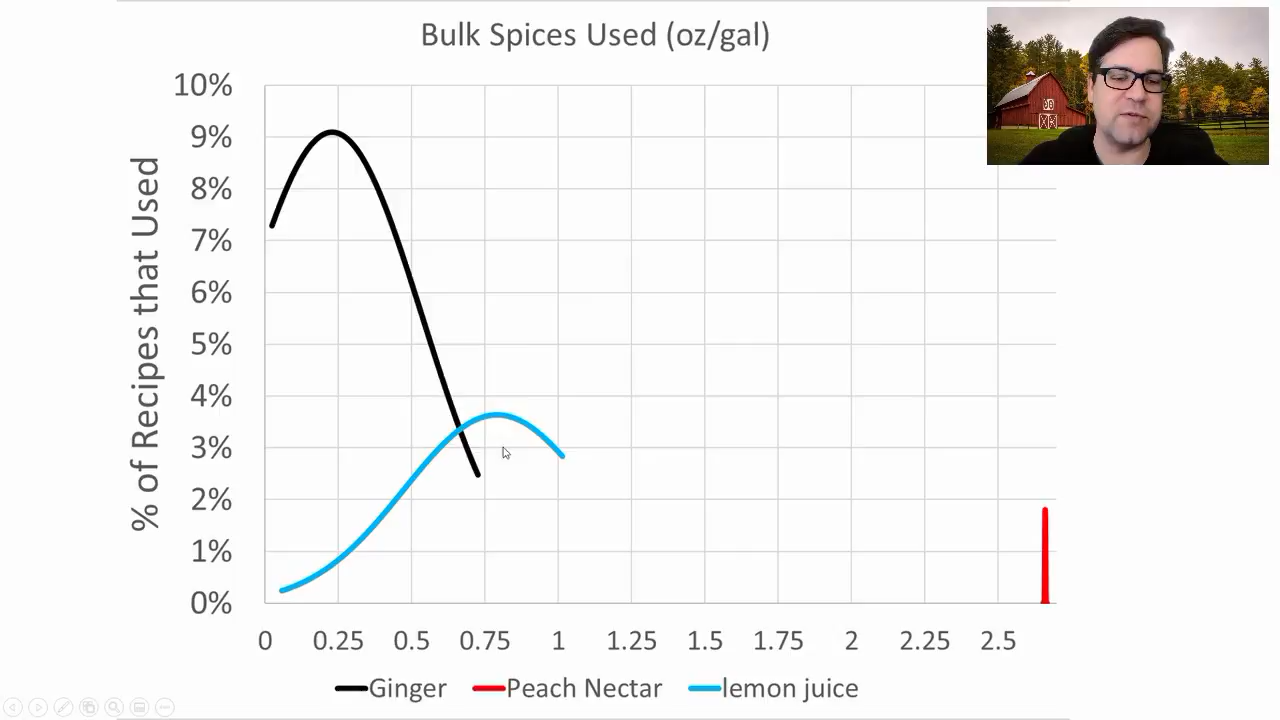 Bulk Spices Used (oz/gal)
% of Recipes that Used
10%
9%
8%
7%
6%
5%
4%
3%
2%
1%
0%
0 0.25 0.5 0.75 1 1.25 1.5 1.75 2 2.25 2.5
Ginger Peach Nectar lemon juice